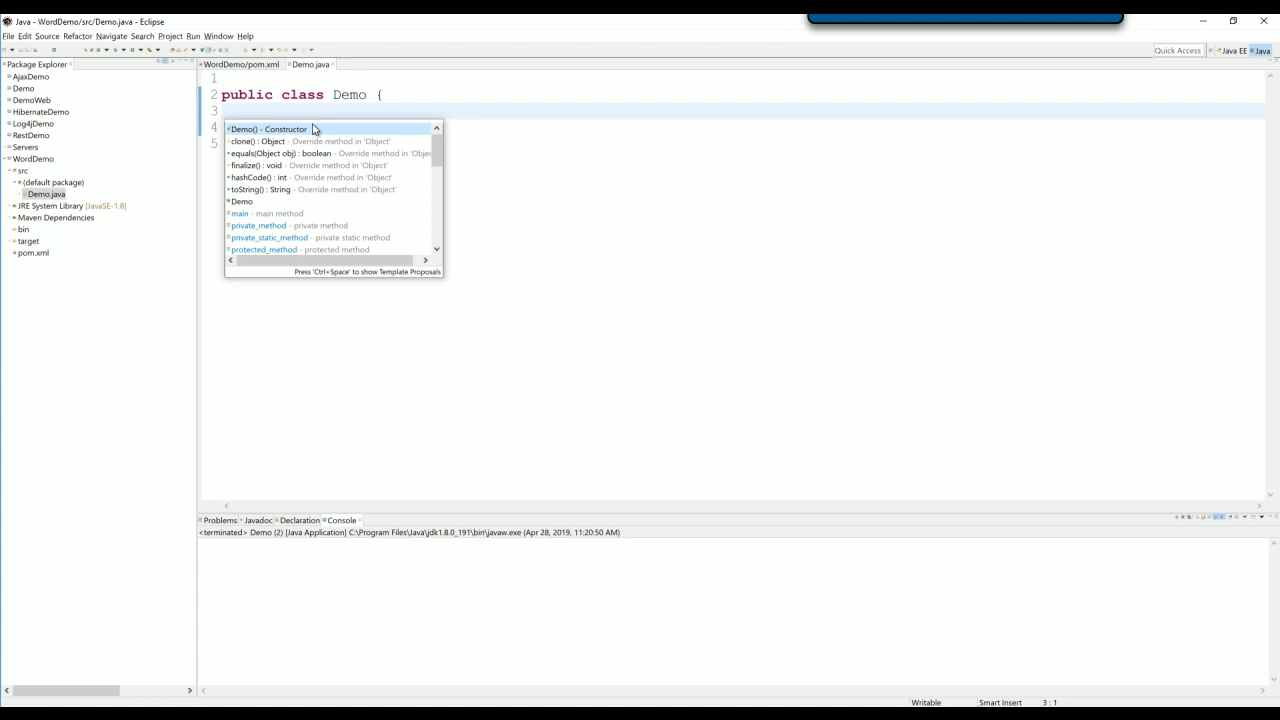 Java - WordDemo/src/Demo.java - Eclipse
File Edit Source Refactor Navigate Search Project Run Window Help
Quick Access
Java EE
Java
Package Explorer
AjaxDemo
Demo
DemoWeb
HibernateDemo
Log4jDemo
RestDemo
Servers
WordDemo
src
(default package)
Demo.java
JRE System Library [JavaSE-1.8]
Maven Dependencies
bin
target
pom.xml
WordDemo/pom.xml
Demo.java
1
2 public class Demo {
3
4
5
Demo() - Constructor
clone() : Object - Override method in 'Object'
equals(Object obj) : boolean - Override method in 'Objec
finalize() : void - Override method in 'Object'
hashCode() : int - Override method in 'Object'
toString() : String - Override method in 'Object'
Demo
main - main method
private_method - private method
private_static_method - private static method
protected_method - protected method
Press 'Ctrl+Space' to show Template Proposals
Problems Javadoc Declaration Console
<terminated> Demo (2) [Java Application] C:\Program Files\Java\jdk1.8.0_191\bin\javaw.exe (Apr 28, 2019, 11:20:50 AM)
Writable
Smart Insert
3 : 1